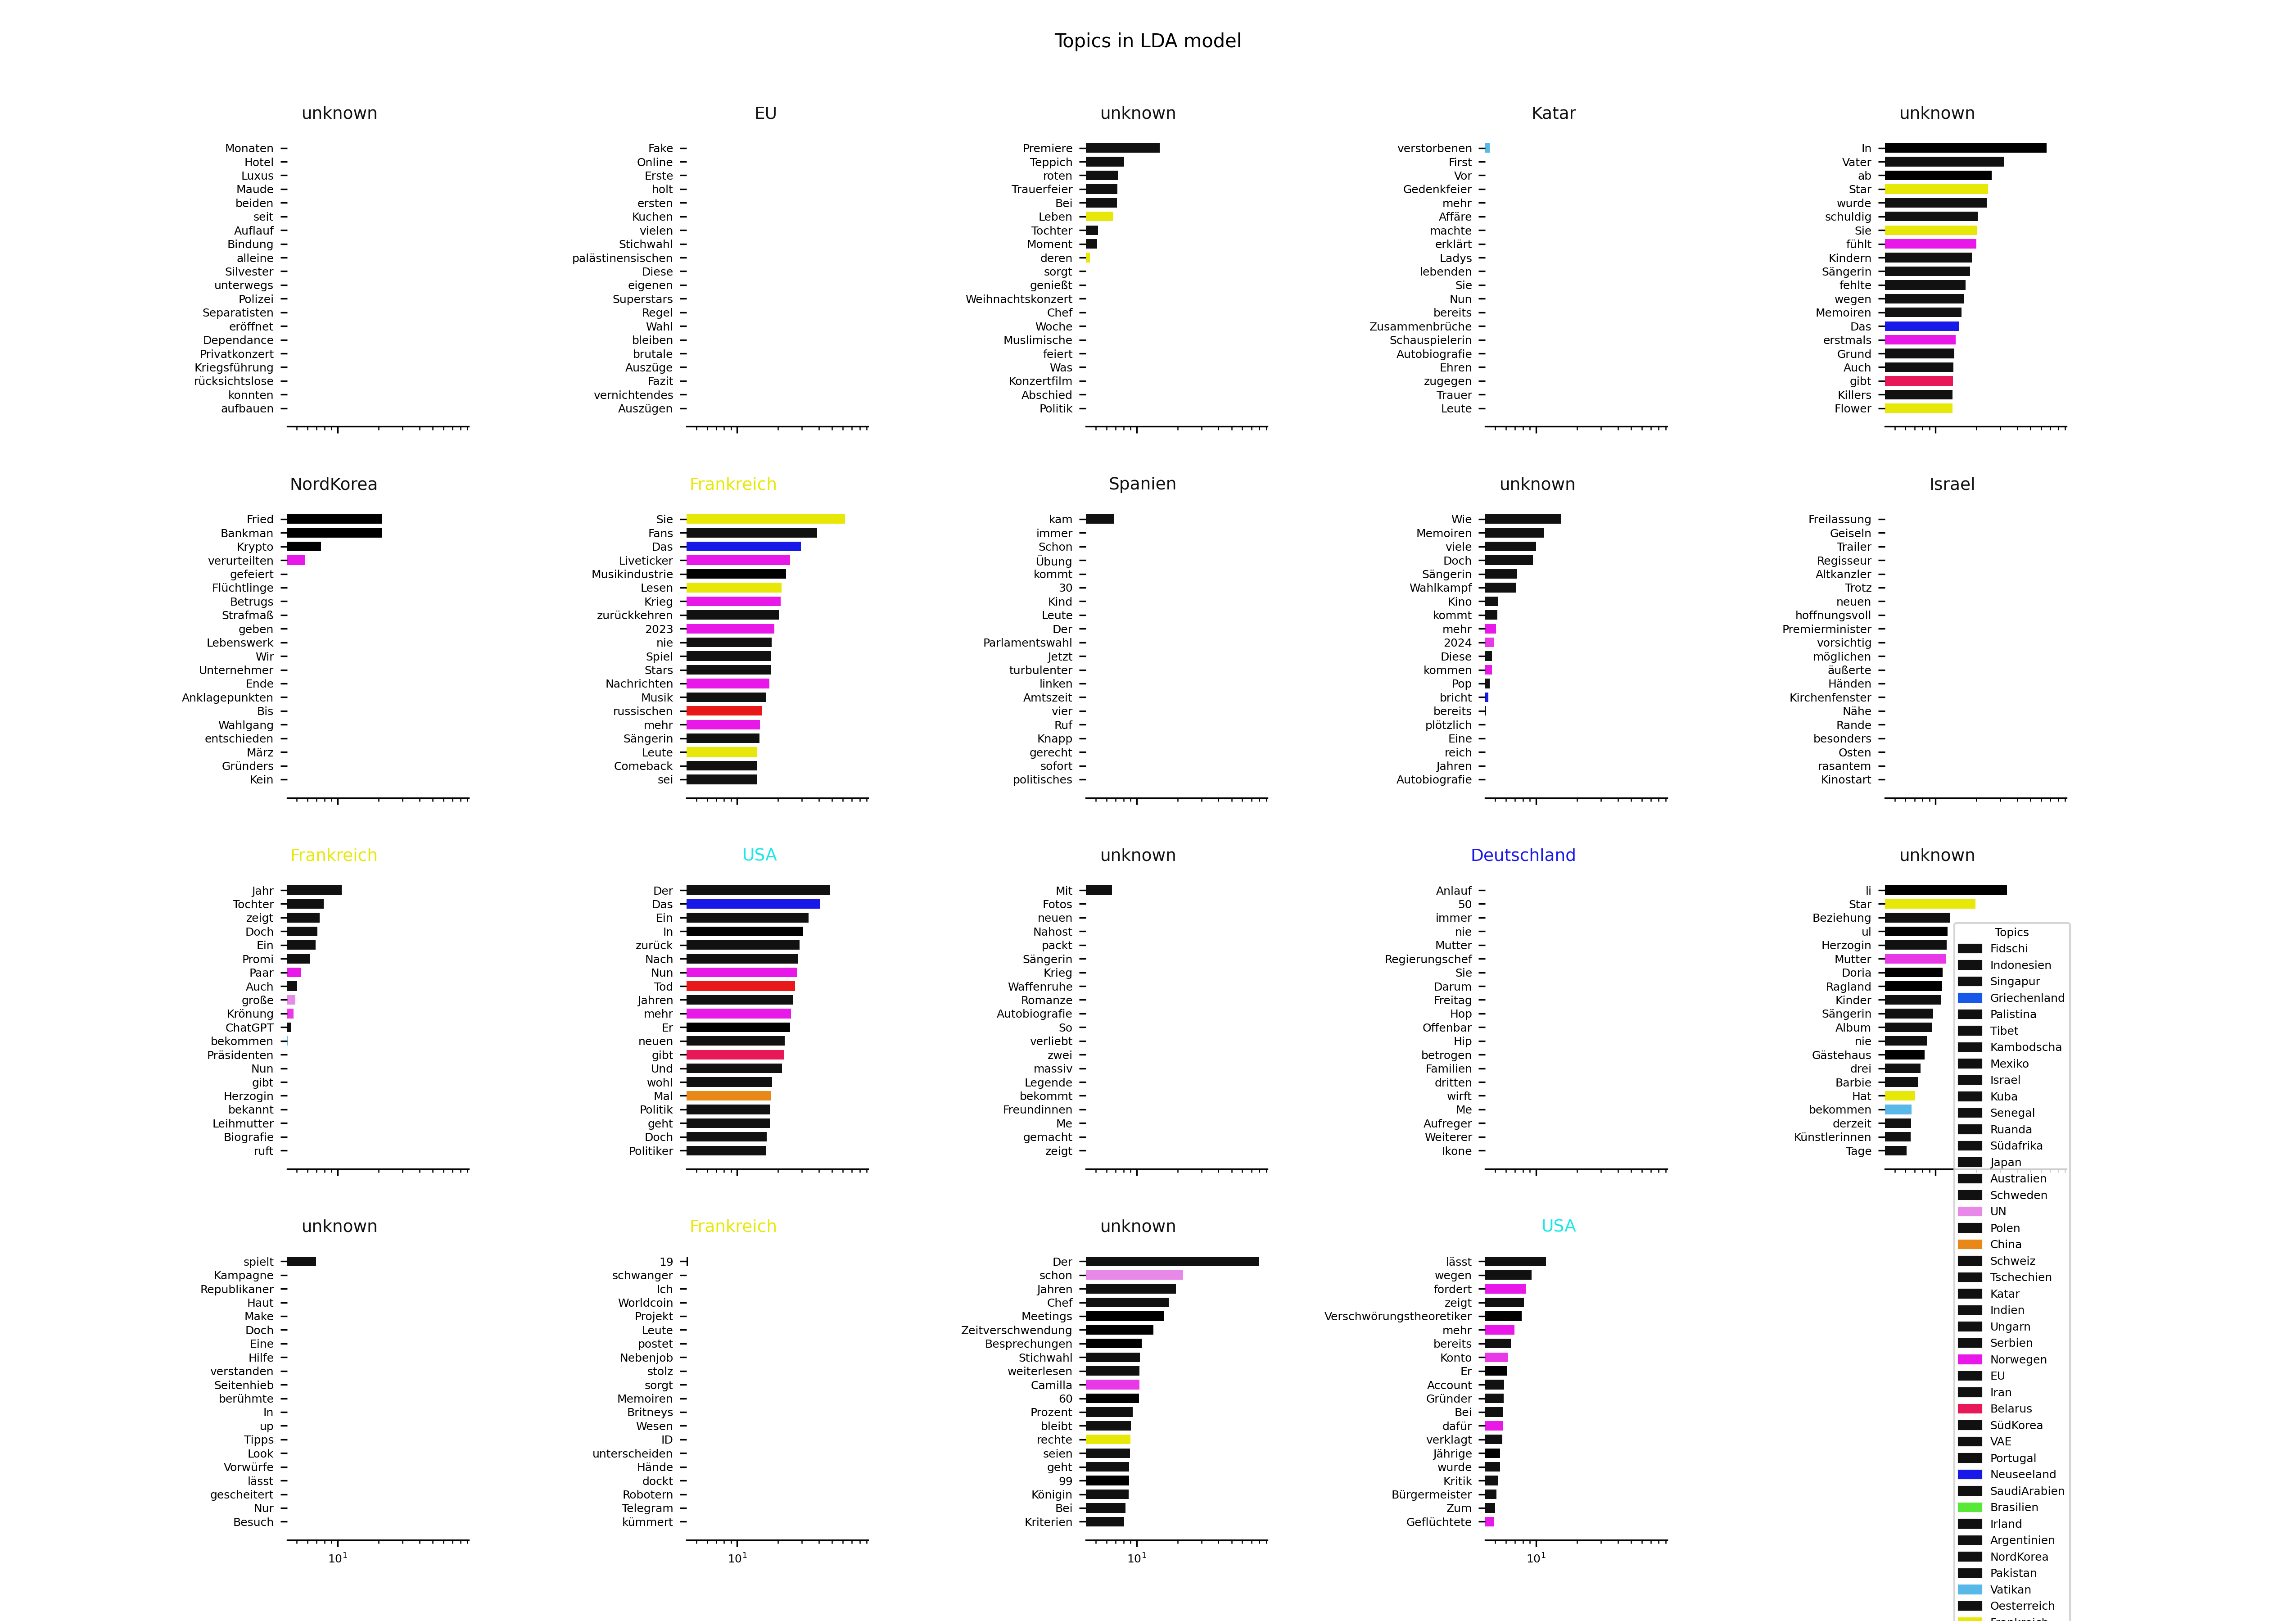 Topics in LDA model
unknown
Monaten
Hotel
Luxus
Maude
beiden
seit
Auflauf
Bindung
alleine
Silvester
unterwegs
Polizei
Separatisten
eröffnet
Dependance
Privatkonzert
Kriegsführung
rücksichtslose
konnten
aufbauen
EU
Fake
Online
Erste
holt
ersten
Kuchen
vielen
Stichwahl
palästinensischen
Diese
eigenen
Superstars
Regel
Wahl
bleiben
brutale
Auszüge
Fazit
vernichtendes
Auszügen
unknown
Premiere
Teppich
roten
Trauerfeier
Bei
Leben
Tochter
Moment
deren
sorgt
genießt
Weihnachtskonzert
Chef
Woche
Muslimische
feiert
Was
Konzertfilm
Abschied
Politik
Katar
verstorbenen
First
Vor
Gedenkfeier
mehr
Affäre
machte
erklärt
Ladys
lebenden
Sie
Nun
bereits
Zusammenbrüche
Schauspielerin
Autobiografie
Ehren
zugegen
Trauer
Leute
unknown
In
Vater
ab
Star
wurde
schuldig
Sie
fühlt
Kindern
Sängerin
fehlte
wegen
Memoiren
Das
erstmals
Grund
Auch
gibt
Killers
Flower
NordKorea
Fried
Bankman
Krypto
verurteilten
gefeiert
Flüchtlinge
Betrugs
Strafmaß
geben
Lebenswerk
Wir
Unternehmer
Ende
Anklagepunkten
Bis
Wahlgang
entschieden
März
Gründers
Kein
Frankreich
Sie
Fans
Das
Liveticker
Musikindustrie
Lesen
Krieg
zurückkehren
2023
nie
Spiel
Stars
Nachrichten
Musik
russischen
mehr
Sängerin
Leute
Comeback
sei
Spanien
kam
immer
Schon
Übung
kommt
30
Kind
Leute
Der
Parlamentswahl
Jetzt
turbulenter
linken
Amtszeit
vier
Ruf
Knapp
gerecht
sofort
politisches
unknown
Wie
Memoiren
viele
Doch
Sängerin
Wahlkampf
Kino
kommt
mehr
2024
Diese
kommen
Pop
bricht
bereits
plötzlich
Eine
reich
Jahren
Autobiografie
Israel
Freilassung
Geiseln
Trailer
Regisseur
Altkanzler
Trotz
neuen
hoffnungsvoll
Premierminister
vorsichtig
möglichen
äußerte
Händen
Kirchenfenster
Nähe
Rande
besonders
Osten
rasantem
Kinostart
Frankreich
Jahr
Tochter
zeigt
Doch
Ein
Promi
Paar
Auch
große
Krönung
ChatGPT
bekommen
Präsidenten
Nun
gibt
Herzogin
bekannt
Leihmutter
Biografie
ruft
USA
Der
Das
Ein
In
zurück
Nach
Nun
Tod
Jahren
mehr
Er
neuen
gibt
Und
wohl
Mal
Politik
geht
Doch
Politiker
unknown
Mit
Fotos
neuen
Nahost
packt
Sängerin
Krieg
Waffenruhe
Romanze
Autobiografie
So
verliebt
zwei
massiv
Legende
bekommt
Freundinnen
Me
gemacht
zeigt
Deutschland
Anlauf
50
immer
nie
Mutter
Regierungschef
Sie
Darum
Freitag
Hop
Offenbar
Hip
betrogen
Familien
dritten
wirft
Me
Aufreger
Weiterer
Ikone
unknown
li
Star
Beziehung
ul
Herzogin
Mutter
Doria
Ragland
Kinder
Sängerin
Album
nie
Gästehaus
drei
Barbie
Hat
bekommen
derzeit
Künstlerinnen
Tage
unknown
spielt
Kampagne
Republikaner
Haut
Make
Doch
Eine
Hilfe
verstanden
Seitenhieb
berühmte
In
up
Tipps
Look
Vorwürfe
lässt
gescheitert
Nur
Besuch
10¹
Frankreich
19
schwanger
Ich
Worldcoin
Projekt
Leute
postet
Nebenjob
stolz
sorgt
Memoiren
Britneys
Wesen
ID
unterscheiden
Hände
dockt
Robotern
Telegram
kümmert
10¹
unknown
Der
schon
Jahren
Chef
Meetings
Zeitverschwendung
Besprechungen
Stichwahl
weiterlesen
Camilla
60
Prozent
bleibt
rechte
seien
geht
99
Königin
Bei
Kriterien
10¹
USA
lässt
wegen
fordert
zeigt
Verschwörungstheoretiker
mehr
bereits
Konto
Er
Account
Gründer
Bei
dafür
verklagt
Jährige
wurde
Kritik
Bürgermeister
Zum
Geflüchtete
10¹
Topics
Fidschi
Indonesien
Singapur
Griechenland
Palistina
Tibet
Kambodscha
Mexiko
Israel
Kuba
Senegal
Ruanda
Südafrika
Japan
Australien
Schweden
UN
Polen
China
Schweiz
Tschechien
Katar
Indien
Ungarn
Serbien
Norwegen
EU
Iran
Belarus
SüdKorea
VAE
Portugal
Neuseeland
SaudiArabien
Brasilien
Irland
Argentinien
NordKorea
Pakistan
Vatikan
Oesterreich